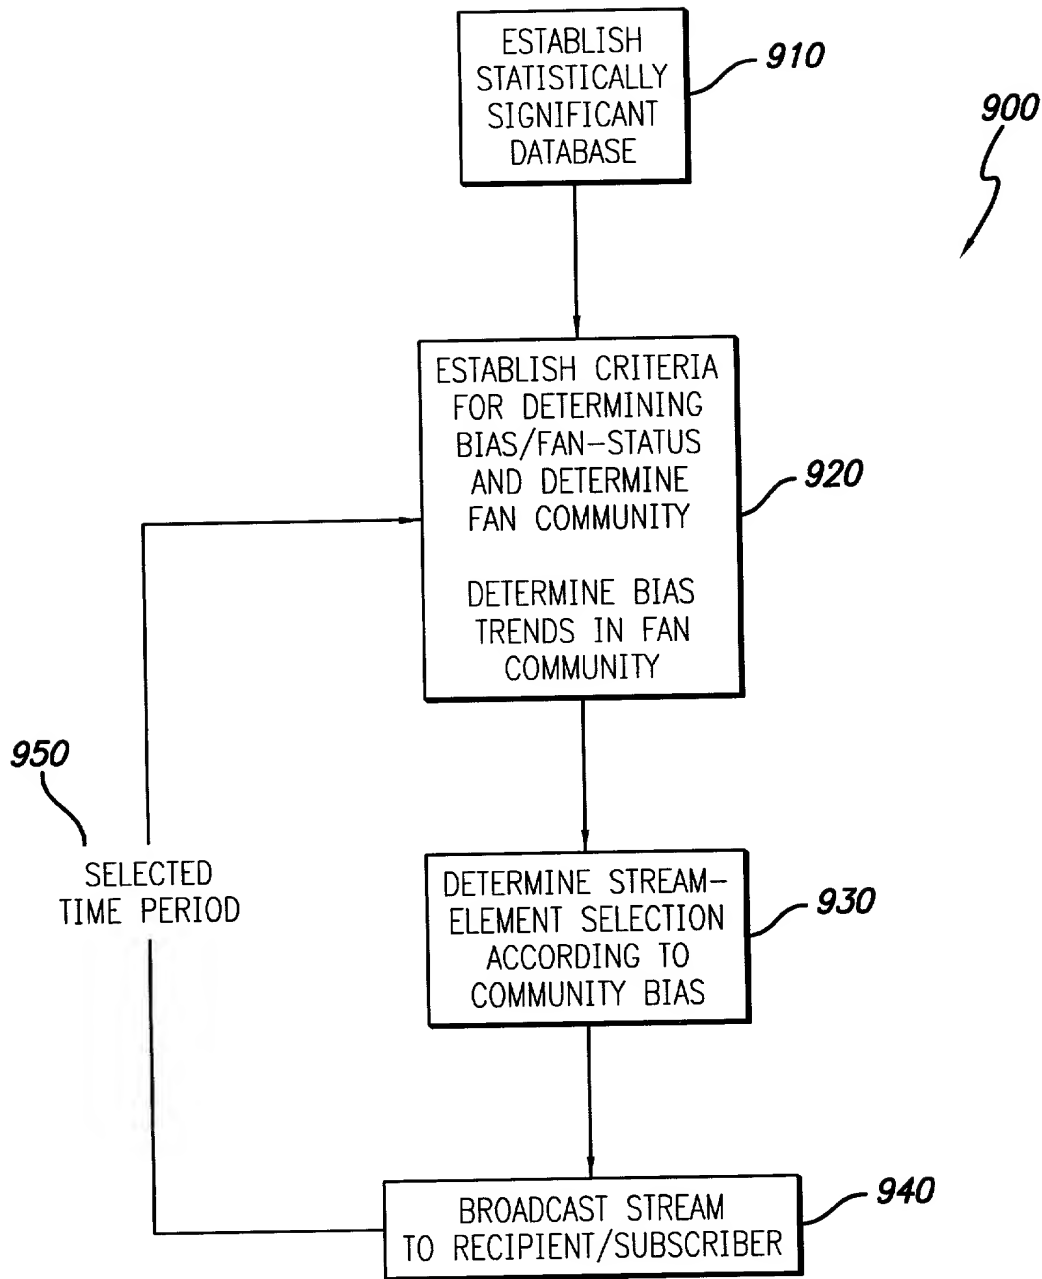 ESTABLISH
STATISTICALLY
SIGNIFICANT
DATABASE
910
900
ESTABLISH CRITERIA
FOR DETERMINING
BIAS/FAN-STATUS
AND DETERMINE
FAN COMMUNITY
DETERMINE BIAS
TRENDS IN FAN
COMMUNITY
920
950
SELECTED
TIME PERIOD
DETERMINE STREAM-
ELEMENT SELECTION
ACCORDING TO
COMMUNITY BIAS
930
BROADCAST STREAM
TO RECIPIENT/SUBSCRIBER
940